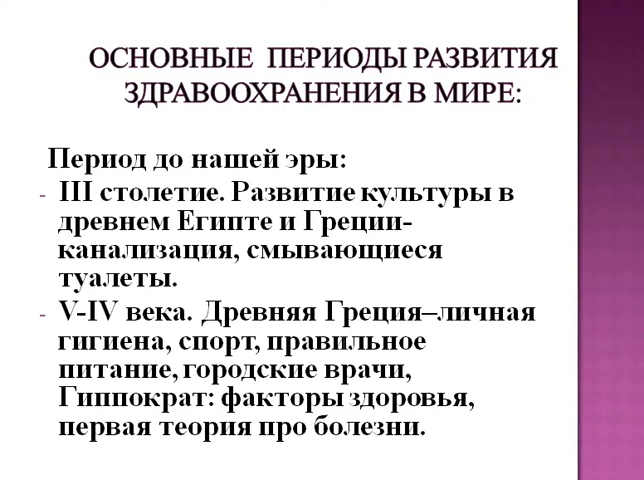 ОСНОВНЫЕ ПЕРИОДЫ РАЗВИТИЯ
ЗДРАВООХРАНЕНИЯ В МИРЕ:
Период до нашей эры:
- III столетие. Развитие культуры в
древнем Египте и Греции-
канализация, смывающиеся
туалеты.
- V-IV века. Древняя Греция–личная
гигиена, спорт, правильное
питание, городские врачи,
Гиппократ: факторы здоровья,
первая теория про болезни.